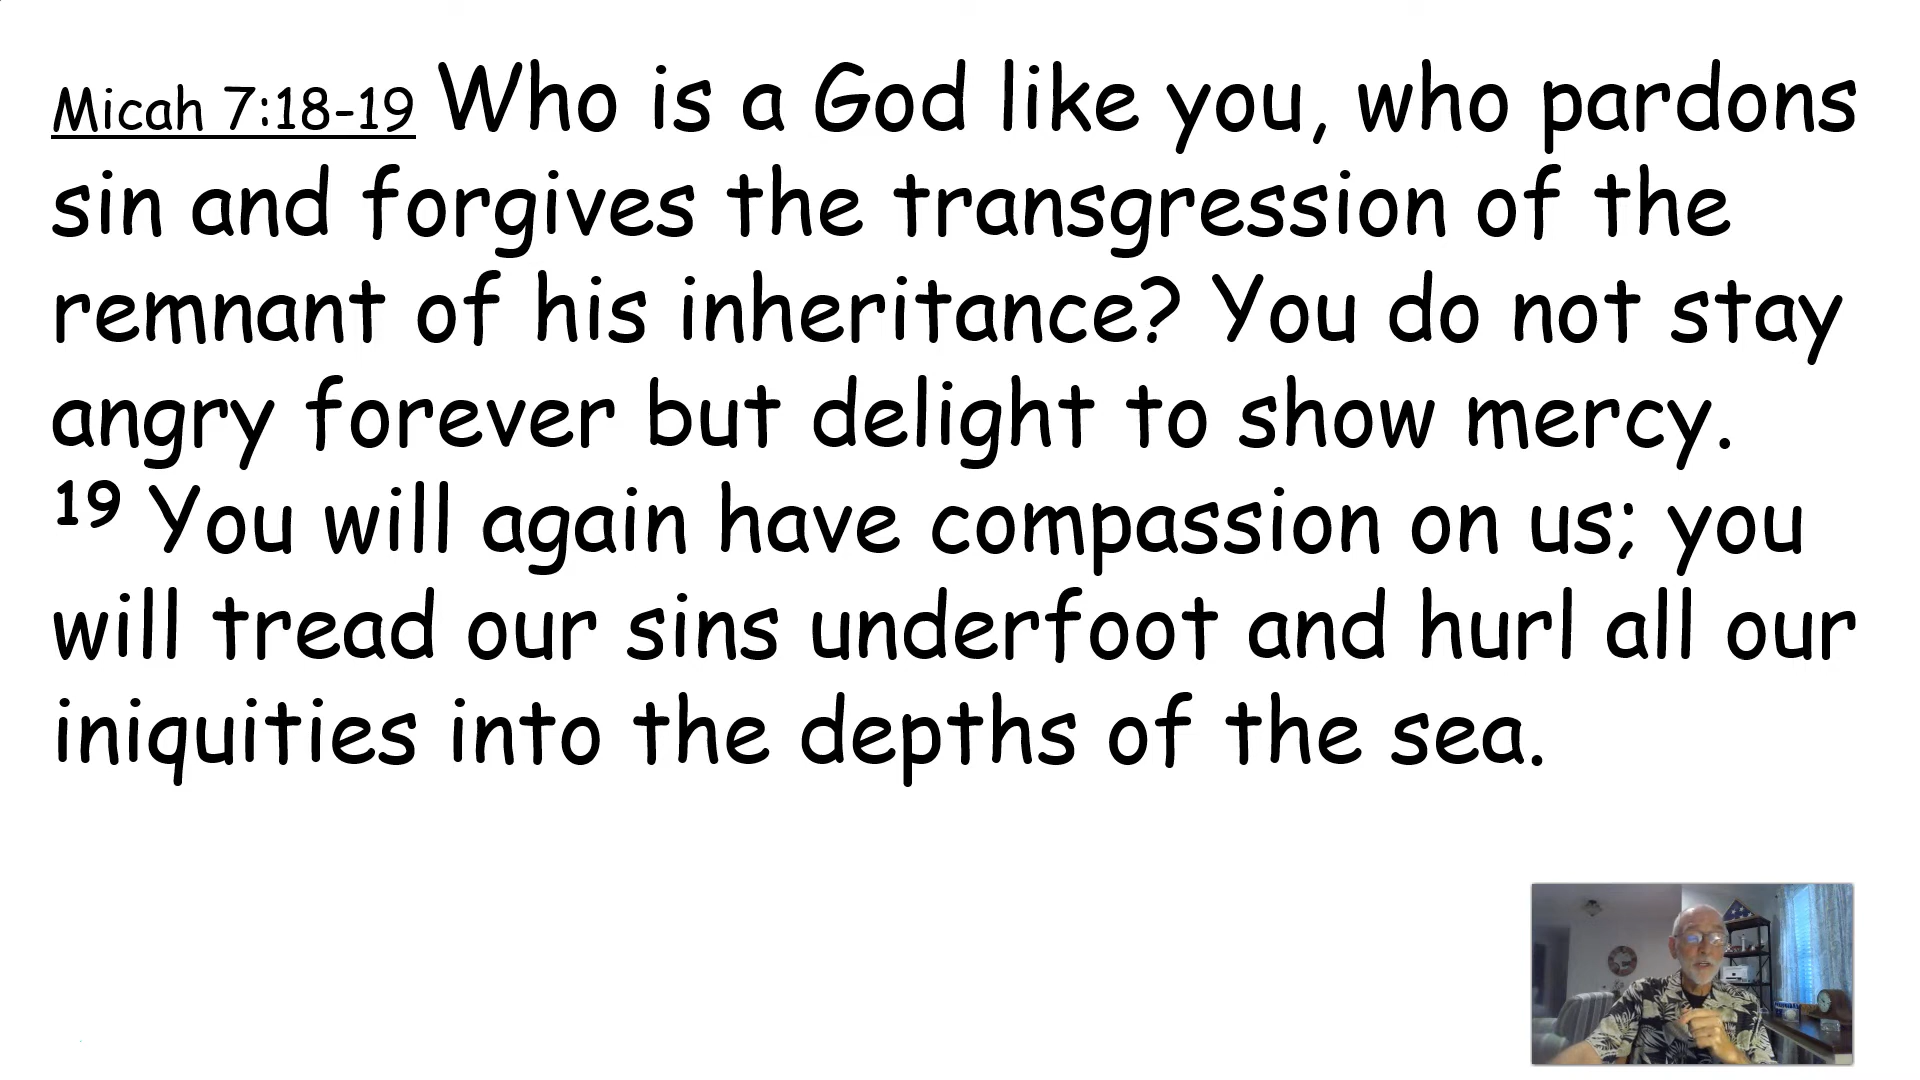 Micah 7:18-19 Who is a God like you, who pardons
sin and forgives the transgression of the
remnant of his inheritance? You do not stay
angry forever but delight to show mercy.
19 You will again have compassion on us; you
will tread our sins underfoot and hurl all our
iniquities into the depths of the sea.